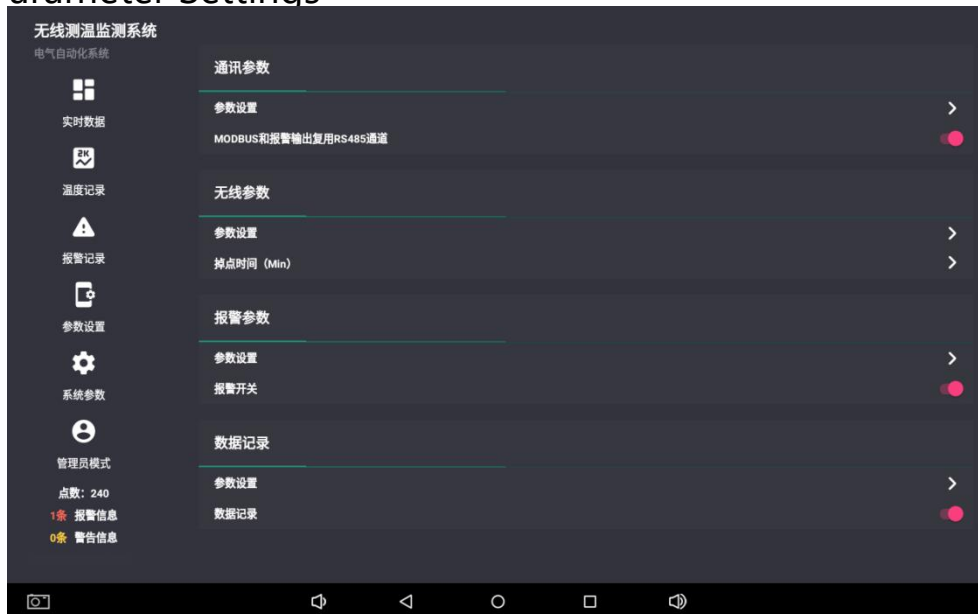 arameter Settings
无线测温监测系统
电气自动化系统
实时数据
2K
温度记录
报警记录
参数设置
系统参数
管理员模式
点数：240
1条 报警信息
0条 警告信息
通讯参数
参数设置
MODBUS和报警输出复用RS485通道
无线参数
参数设置
掉点时间（Min）
报警参数
参数设置
报警开关
数据记录
参数设置
数据记录